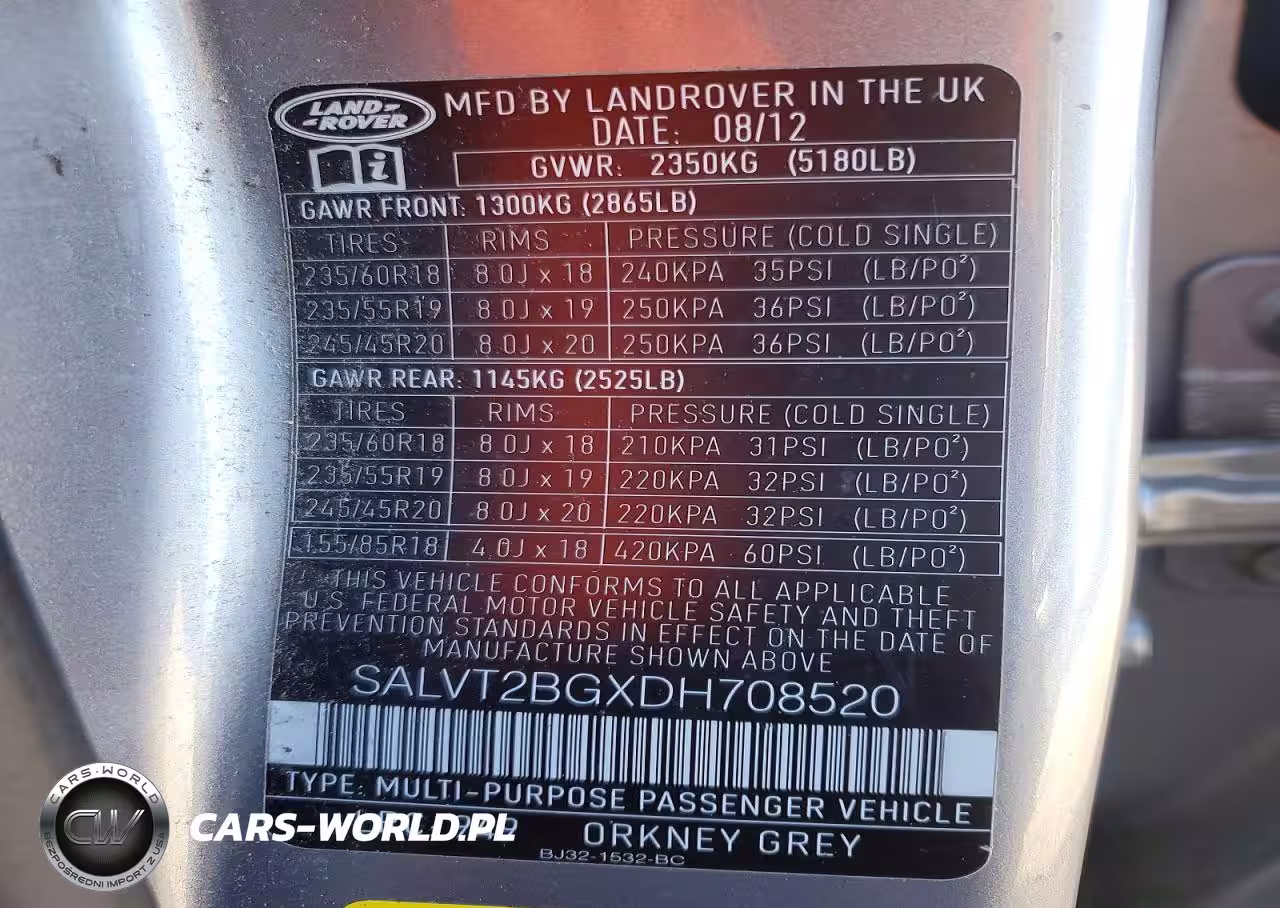 LAND-
-ROVER
MFD BY LANDROVER IN THE UK
DATE: 08/12
GVWR: 2350KG (5180LB)
GAWR FRONT: 1300KG (2865LB)
TIRES RIMS PRESSURE (COLD SINGLE)
235/60R18 8.0J x 18 240KPA 35PSI (LB/PO²)
235/55R19 8.0J x 19 250KPA 36PSI (LB/PO²)
245/45R20 8.0J x 20 250KPA 36PSI (LB/PO²)
GAWR REAR: 1145KG (2525LB)
TIRES RIMS PRESSURE (COLD SINGLE)
235/60R18 8.0J x 18 210KPA 31PSI (LB/PO²)
235/55R19 8.0J x 19 220KPA 32PSI (LB/PO²)
245/45R20 8.0J x 20 220KPA 32PSI (LB/PO²)
155/85R18 4.0J x 18 420KPA 60PSI (LB/PO²)
THIS VEHICLE CONFORMS TO ALL APPLICABLE
U.S. FEDERAL MOTOR VEHICLE SAFETY AND THEFT
PREVENTION STANDARDS IN EFFECT ON THE DATE OF
MANUFACTURE SHOWN ABOVE
SALVT2BGXDH708520
TYPE: MULTI-PURPOSE PASSENGER VEHICLE
ORKNEY GREY
BJ32-1532-BC
CARS-WORLD
CW
BEZPOŚREDNI IMPORT Z USA
CARS-WORLD.PL